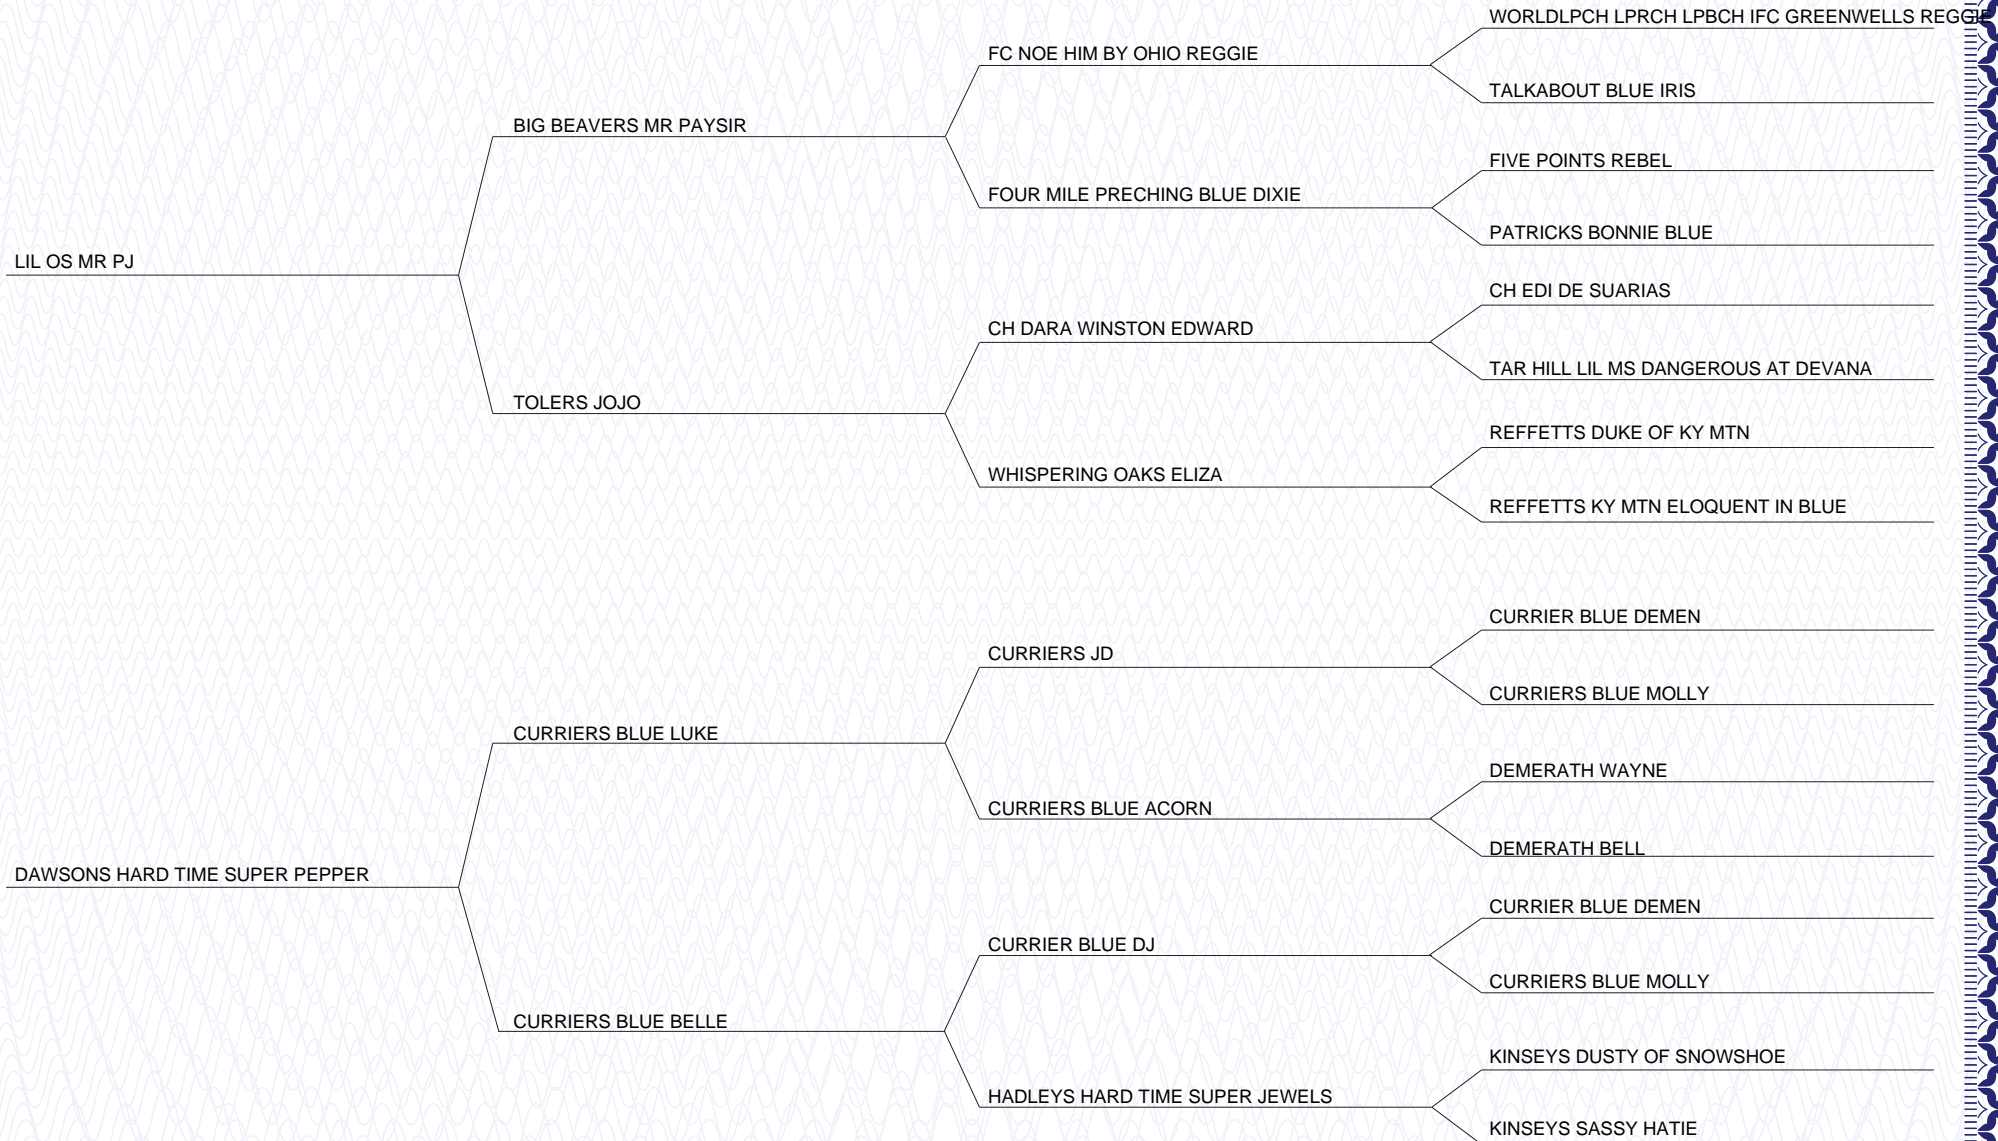 WORLDLPCH LPRCH LPBCH IFC GREENWELLS REGGIE
FC NOE HIM BY OHIO REGGIE
TALKABOUT BLUE IRIS
BIG BEAVERS MR PAYSIR
FIVE POINTS REBEL
FOUR MILE PRECHING BLUE DIXIE
PATRICKS BONNIE BLUE
LIL OS MR PJ
CH EDI DE SUARIAS
CH DARA WINSTON EDWARD
TAR HILL LIL MS DANGEROUS AT DEVANA
TOLERS JOJO
REFFETTS DUKE OF KY MTN
WHISPERING OAKS ELIZA
REFFETTS KY MTN ELOQUENT IN BLUE
CURRIER BLUE DEMEN
CURRIERS JD
CURRIERS BLUE MOLLY
CURRIERS BLUE LUKE
DEMERATH WAYNE
CURRIERS BLUE ACORN
DEMERATH BELL
DAWSONS HARD TIME SUPER PEPPER
CURRIER BLUE DEMEN
CURRIER BLUE DJ
CURRIERS BLUE MOLLY
CURRIERS BLUE BELLE
KINSEYS DUSTY OF SNOWSHOE
HADLEYS HARD TIME SUPER JEWELS
KINSEYS SASSY HATIE